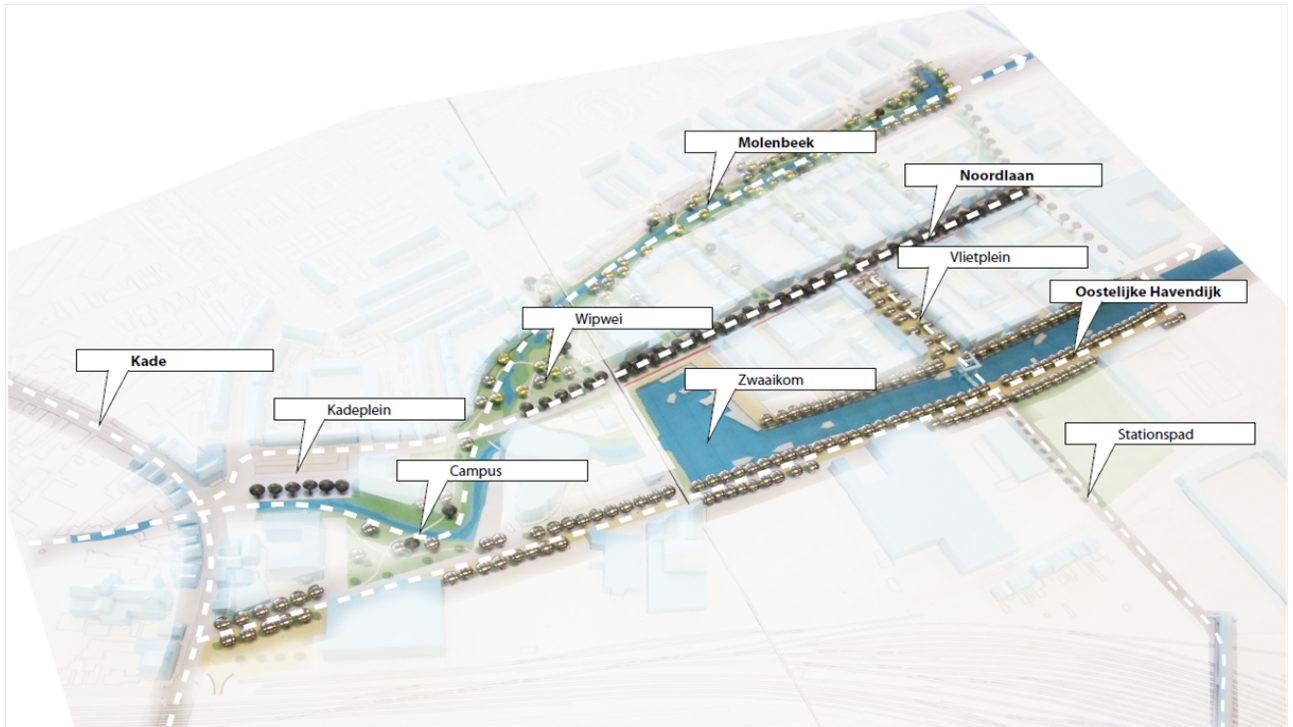 Molenbeek
Noordlaan
Vlietplein
Oostelijke Havendijk
Wipwei
Kade
Zwaaikom
Kadeplein
Stationspad
Campus